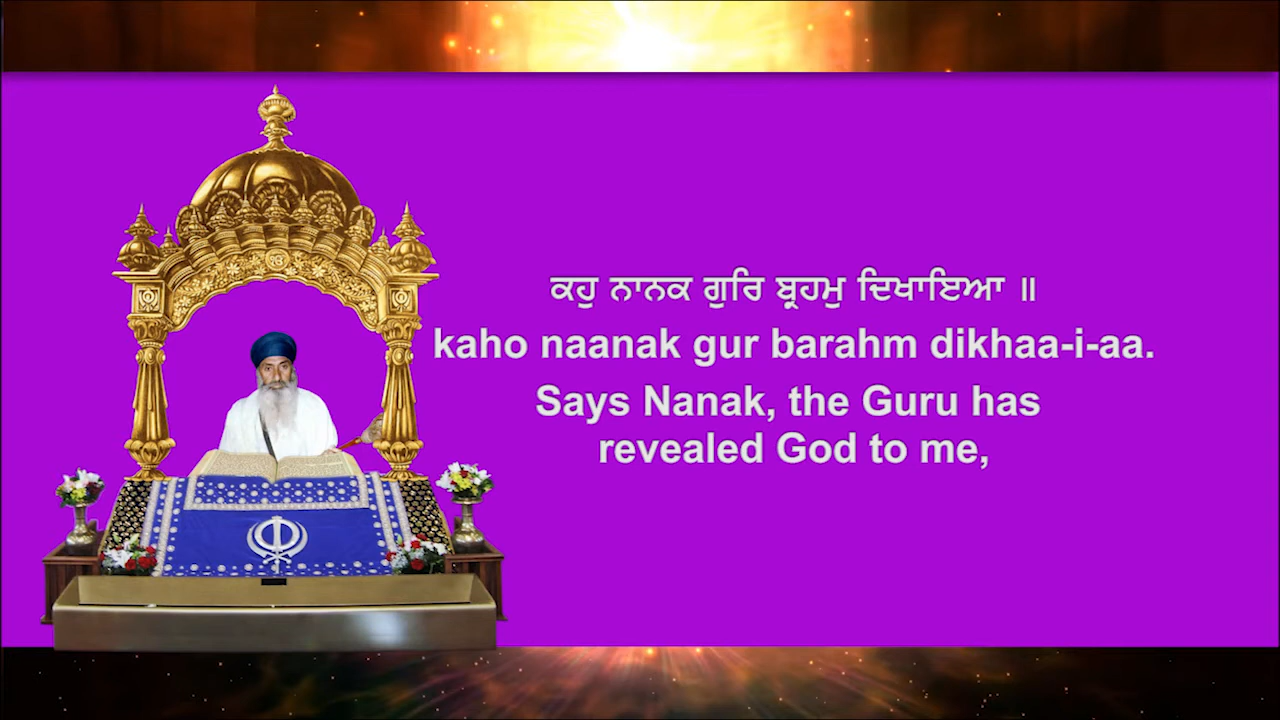 ਕਹੁ ਨਾਨਕ ਗੁਰਿ ਬ੍ਰਹਮੁ ਦਿਖਾਇਆ ॥
kaho naanak gur barahm dikhaa-i-aa.
Says Nanak, the Guru has
revealed God to me,